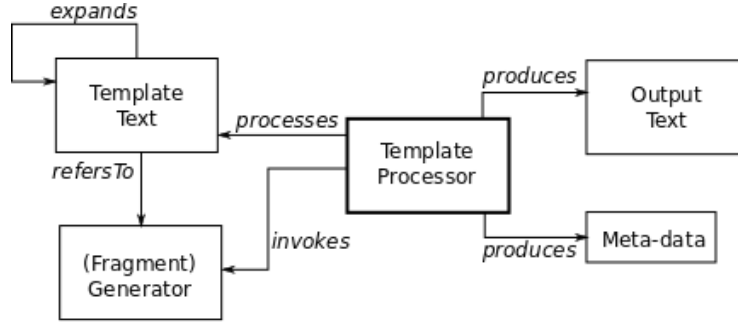 expands
Template
Text
refersTo
(Fragment)
Generator
processes
invokes
Template
Processor
produces
Output
Text
produces
Meta-data